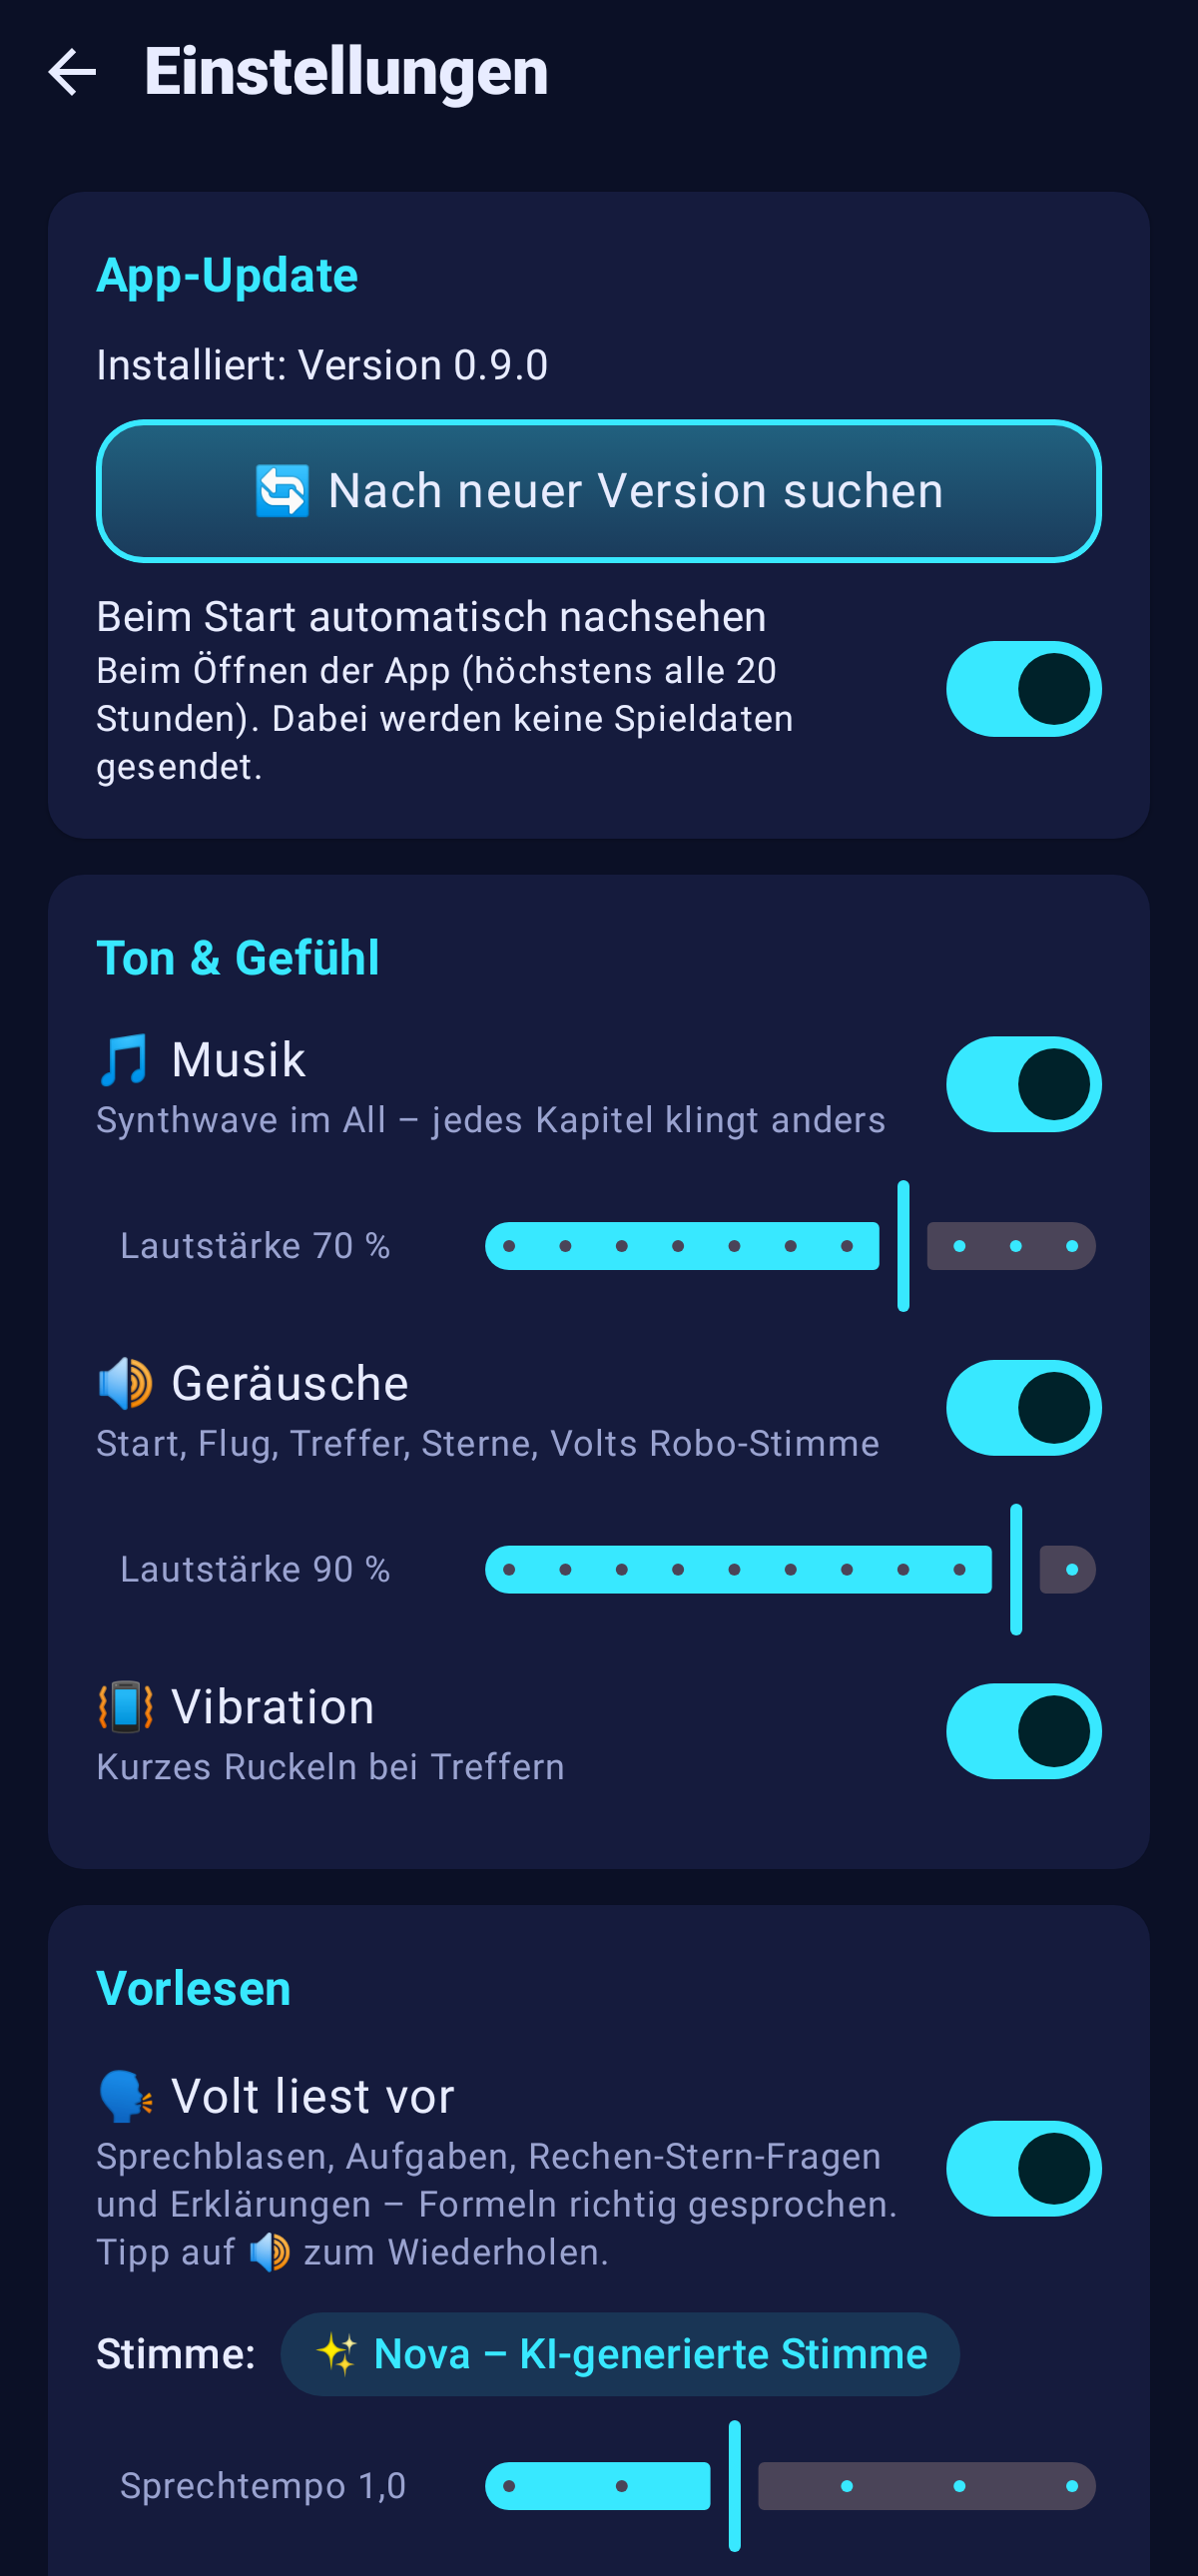 Einstellungen
App-Update
Installiert: Version 0.9.0
🔄 Nach neuer Version suchen
Beim Start automatisch nachsehen
Beim Öffnen der App (höchstens alle 20
Stunden). Dabei werden keine Spieldaten
gesendet.
Ton & Gefühl
🎵 Musik
Synthwave im All – jedes Kapitel klingt anders
Lautstärke 70 %
🔊 Geräusche
Start, Flug, Treffer, Sterne, Volts Robo-Stimme
Lautstärke 90 %
📳 Vibration
Kurzes Ruckeln bei Treffern
Vorlesen
🗣️ Volt liest vor
Sprechblasen, Aufgaben, Rechen-Stern-Fragen
und Erklärungen – Formeln richtig gesprochen.
Tipp auf 🔊 zum Wiederholen.
Stimme: ✨ Nova – KI-generierte Stimme
Sprechtempo 1,0